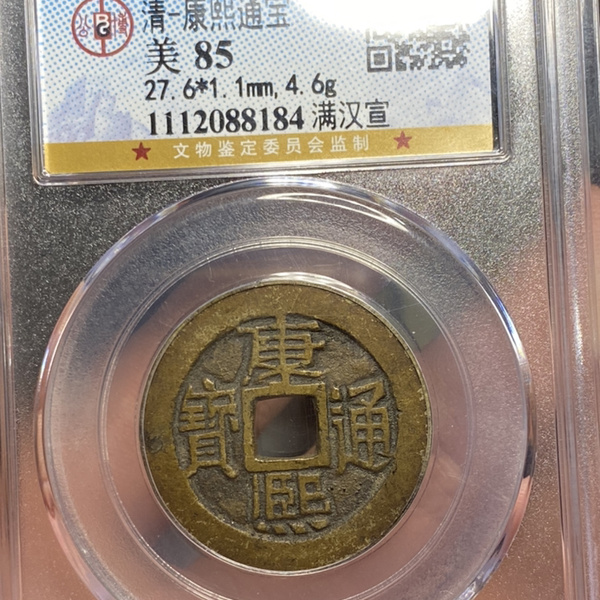 清-康熙通宝
美 85
27.6*1.1mm,4.6g
1112088184 满汉宣
★ 文物鉴定委员会监制 ★
康熙通寶